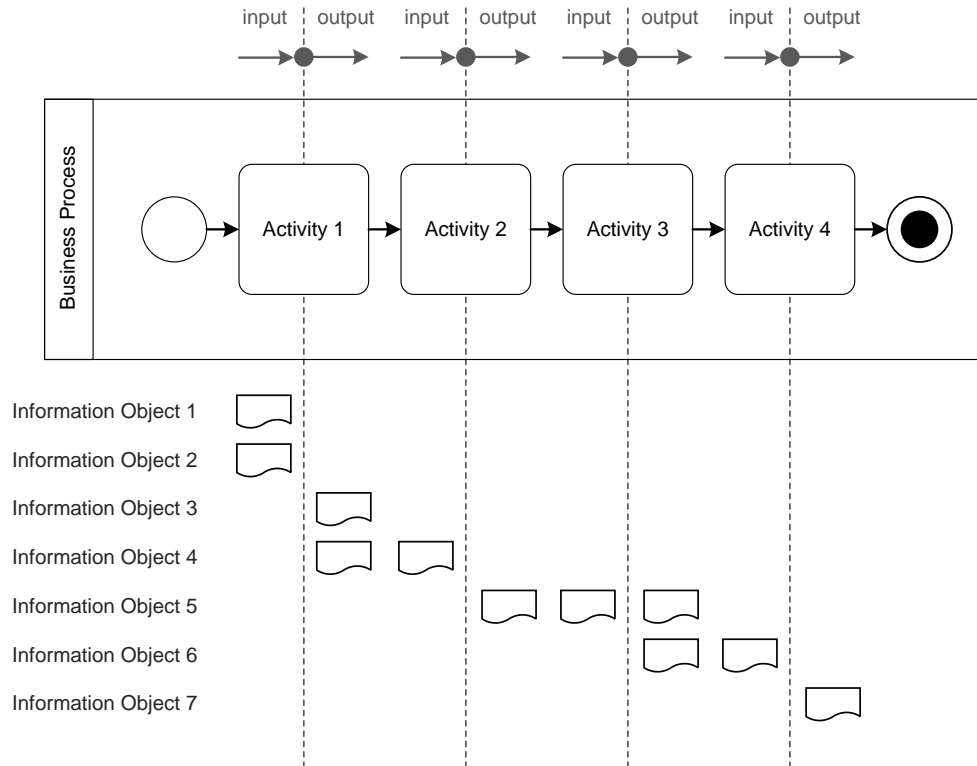 input output input output input output input output
Business Process
Activity 1 Activity 2 Activity 3 Activity 4
Information Object 1
Information Object 2
Information Object 3
Information Object 4
Information Object 5
Information Object 6
Information Object 7